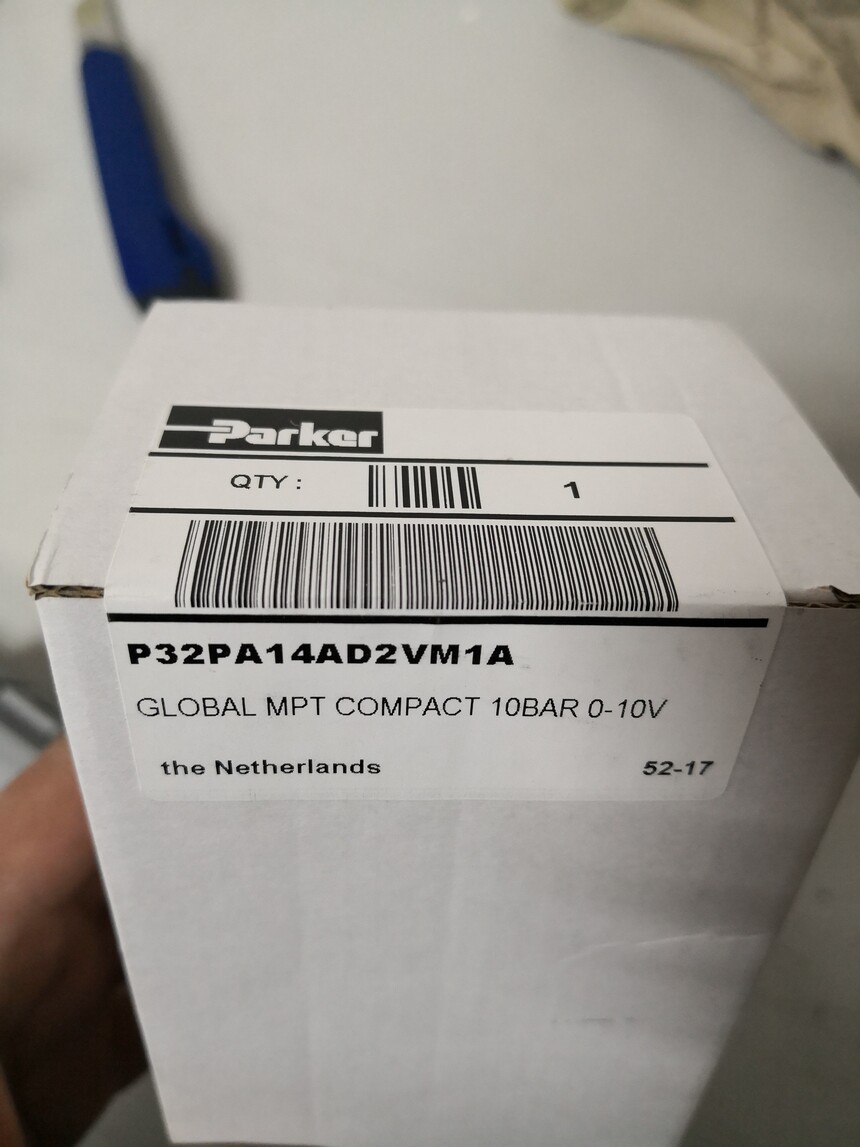 Parker
QTY : 1
P32PA14AD2VM1A
GLOBAL MPT COMPACT 10BAR 0-10V
the Netherlands 52-17